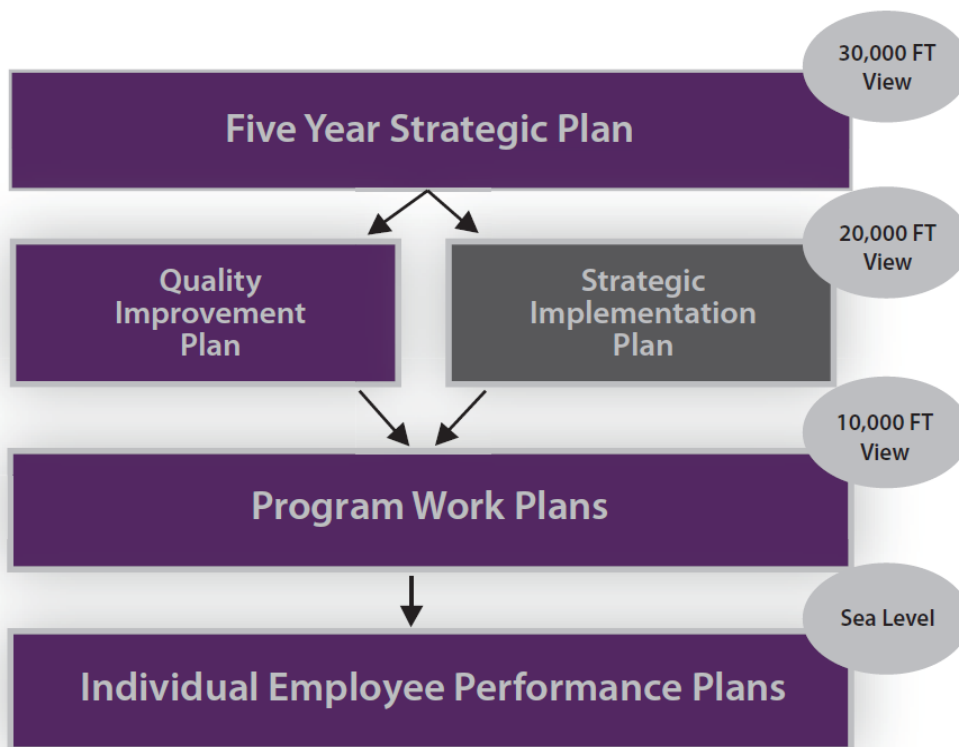 30,000 FT
View
Five Year Strategic Plan
20,000 FT
View
Quality
Improvement
Plan
Strategic
Implementation
Plan
10,000 FT
View
Program Work Plans
Sea Level
Individual Employee Performance Plans